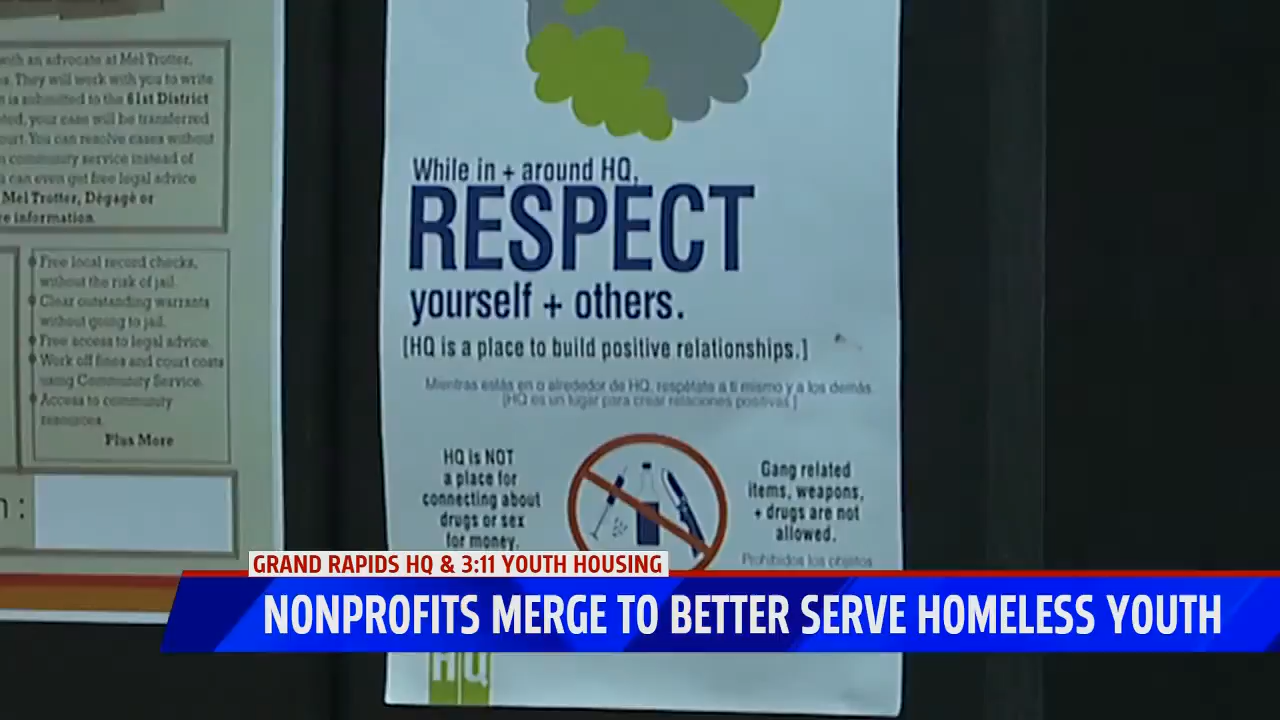 with an advocate at Mel Trotter,
They will work with you to write
is submitted to the 61st District
your case will be transferred
You can resolve cases without
community service instead of
can even get free legal advice
Mel Trotter, Dégagé or
information.
Free local record checks,
without the risk of jail.
Clear outstanding warrants
without going to jail.
Free access to legal advice.
Work off fines and court costs
using Community Service.
Access to community
resources.
Plus More
While in + around HQ,
RESPECT
yourself + others.
[HQ is a place to build positive relationships.]
Mientras estás en o alrededor de HQ, respétate a ti mismo y a los demás.
[HQ es un lugar para crear relaciones positivas.]
HQ is NOT
a place for
connecting about
drugs or sex
for money.
Gang related
items, weapons,
+ drugs are not
allowed.
Prohibidos los objetos
GRAND RAPIDS HQ & 3:11 YOUTH HOUSING
NONPROFITS MERGE TO BETTER SERVE HOMELESS YOUTH
HQ